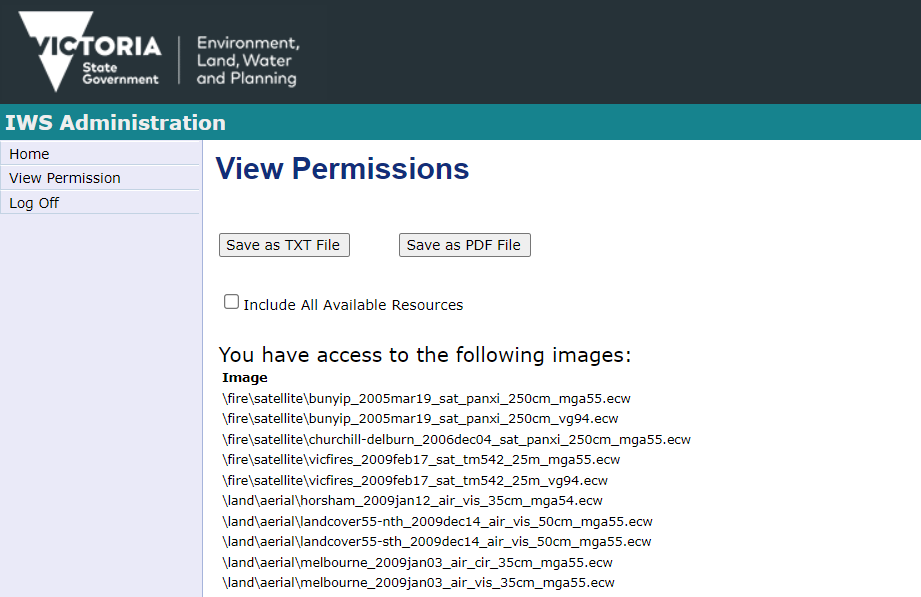 VICTORIA
State
Government
Environment,
Land, Water
and Planning
IWS Administration
Home
View Permission
Log Off
View Permissions
Save as TXT File
Save as PDF File
Include All Available Resources
You have access to the following images:
Image
\fire\satellite\bunyip_2005mar19_sat_panxi_250cm_mga55.ecw
\fire\satellite\bunyip_2005mar19_sat_panxi_250cm_vg94.ecw
\fire\satellite\churchill-delburn_2006dec04_sat_panxi_250cm_mga55.ecw
\fire\satellite\vicfires_2009feb17_sat_tm542_25m_mga55.ecw
\fire\satellite\vicfires_2009feb17_sat_tm542_25m_vg94.ecw
\land\aerial\horsham_2009jan12_air_vis_35cm_mga54.ecw
\land\aerial\landcover55-nth_2009dec14_air_vis_50cm_mga55.ecw
\land\aerial\landcover55-sth_2009dec14_air_vis_50cm_mga55.ecw
\land\aerial\melbourne_2009jan03_air_cir_35cm_mga55.ecw
\land\aerial\melbourne_2009jan03_air_vis_35cm_mga55.ecw